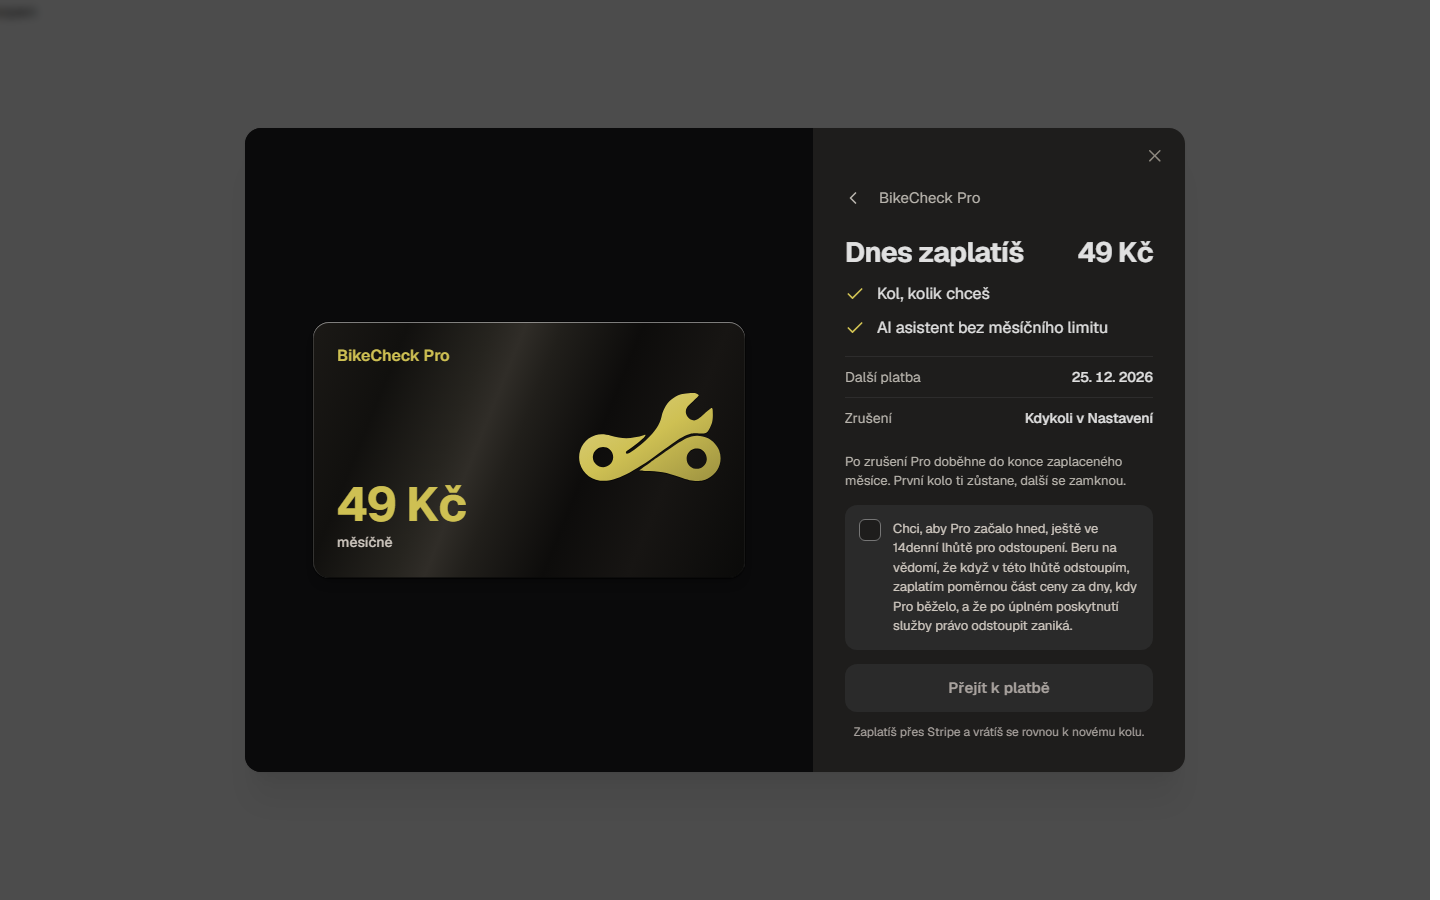 BikeCheck Pro
49 Kč
měsíčně
BikeCheck Pro
Dnes zaplatíš 49 Kč
Kol, kolik chceš
AI asistent bez měsíčního limitu
Další platba 25. 12. 2026
Zrušení Kdykoli v Nastavení
Po zrušení Pro doběhne do konce zaplaceného
měsíce. První kolo ti zůstane, další se zamknou.
Chci, aby Pro začalo hned, ještě ve
14denní lhůtě pro odstoupení. Beru na
vědomí, že když v této lhůtě odstoupím,
zaplatím poměrnou část ceny za dny, kdy
Pro běželo, a že po úplném poskytnutí
služby právo odstoupit zaniká.
Přejít k platbě
Zaplatíš přes Stripe a vrátíš se rovnou k novému kolu.